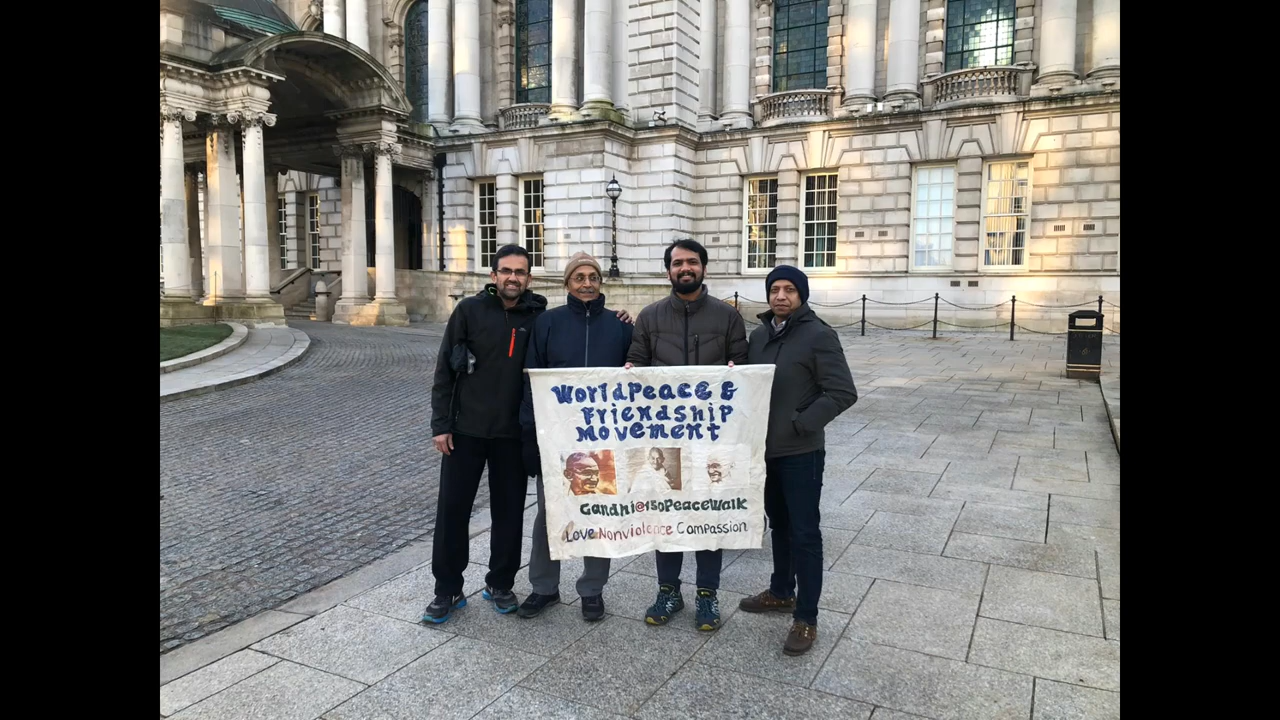 WorldPeace &
Friendship
Movement
Gandhi@150PeaceWalk
Love Nonviolence Compassion